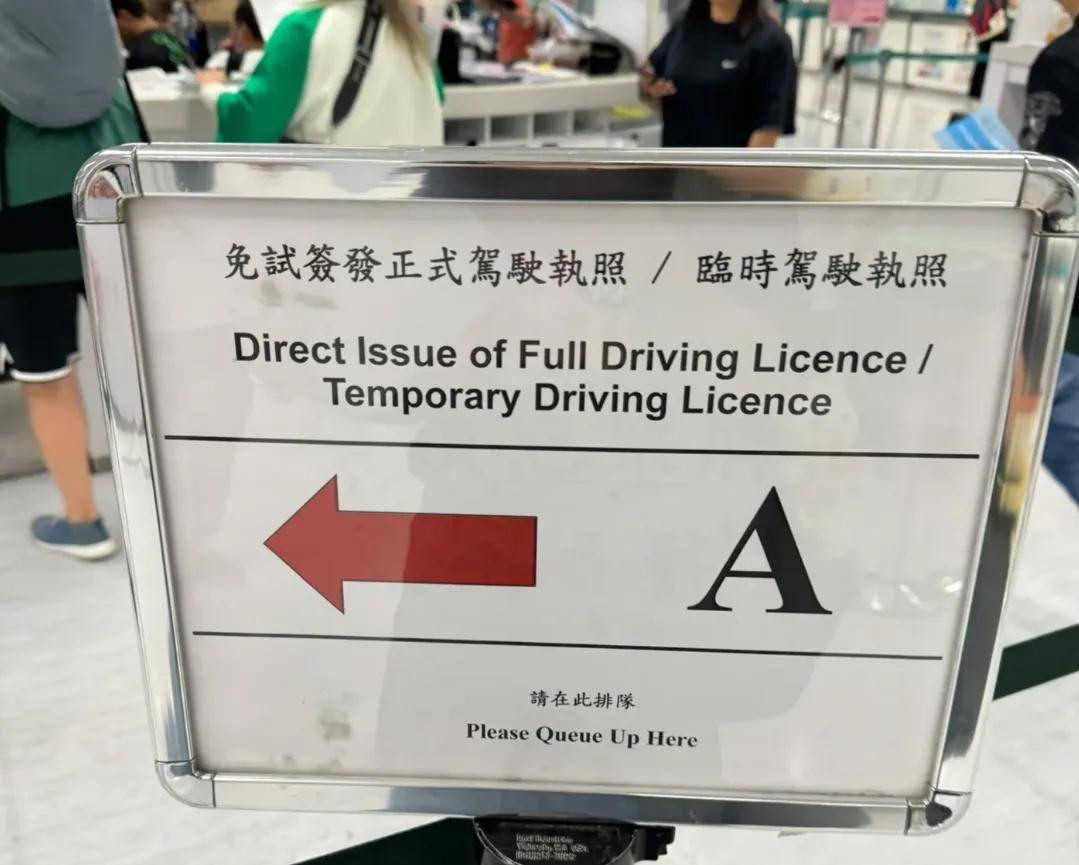 免試簽發正式駕駛執照 / 臨時駕駛執照
Direct Issue of Full Driving Licence /
Temporary Driving Licence
A
請在此排隊
Please Queue Up Here